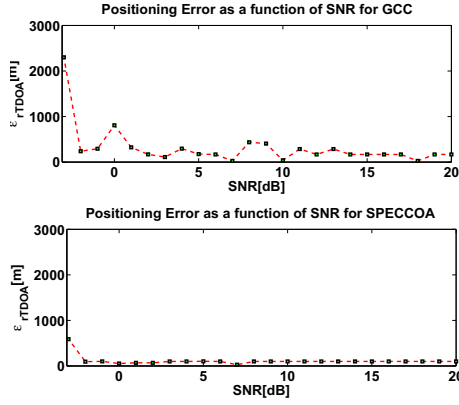 Positioning Error as a function of SNR for GCC
3000
2000
1000
0
ε rTDOA[m]
0 5 10 15 20
SNR[dB]
Positioning Error as a function of SNR for SPECCOA
3000
2000
1000
0
ε rTDOA[m]
0 5 10 15 20
SNR[dB]